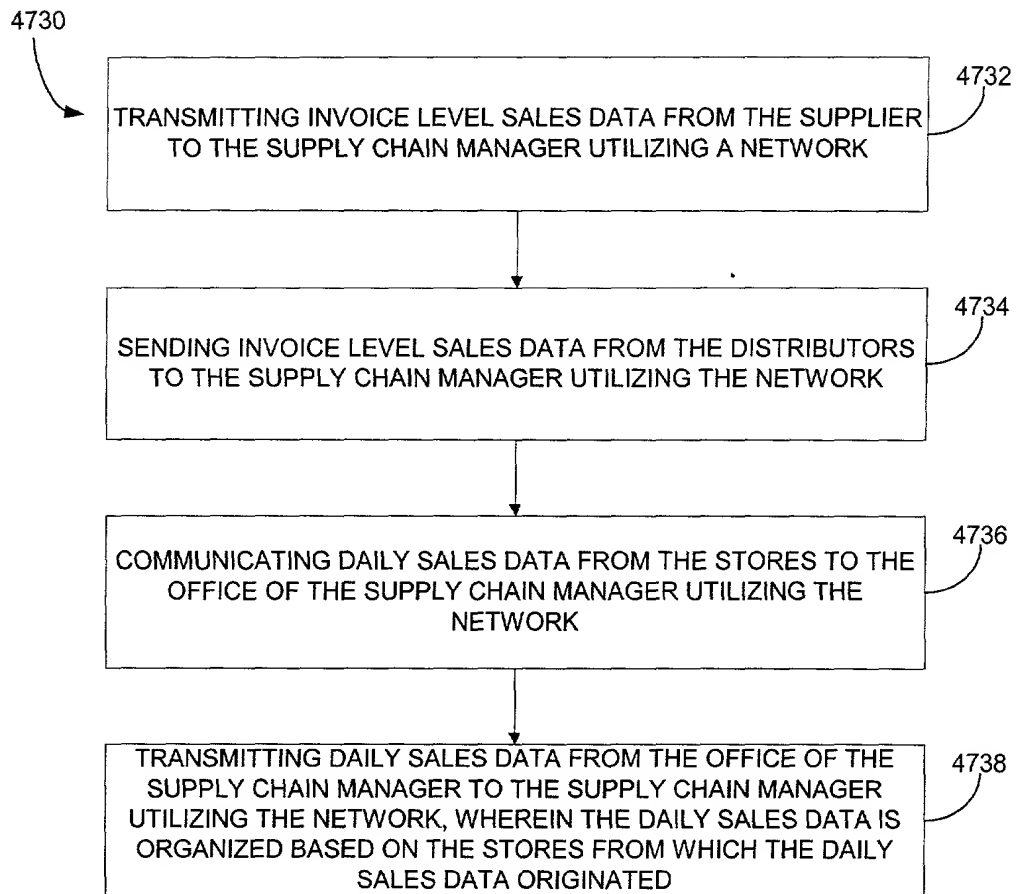 4730
4732
TRANSMITTING INVOICE LEVEL SALES DATA FROM THE SUPPLIER
TO THE SUPPLY CHAIN MANAGER UTILIZING A NETWORK
4734
SENDING INVOICE LEVEL SALES DATA FROM THE DISTRIBUTORS
TO THE SUPPLY CHAIN MANAGER UTILIZING THE NETWORK
4736
COMMUNICATING DAILY SALES DATA FROM THE STORES TO THE
OFFICE OF THE SUPPLY CHAIN MANAGER UTILIZING THE
NETWORK
4738
TRANSMITTING DAILY SALES DATA FROM THE OFFICE OF THE
SUPPLY CHAIN MANAGER TO THE SUPPLY CHAIN MANAGER
UTILIZING THE NETWORK, WHEREIN THE DAILY SALES DATA IS
ORGANIZED BASED ON THE STORES FROM WHICH THE DAILY
SALES DATA ORIGINATED